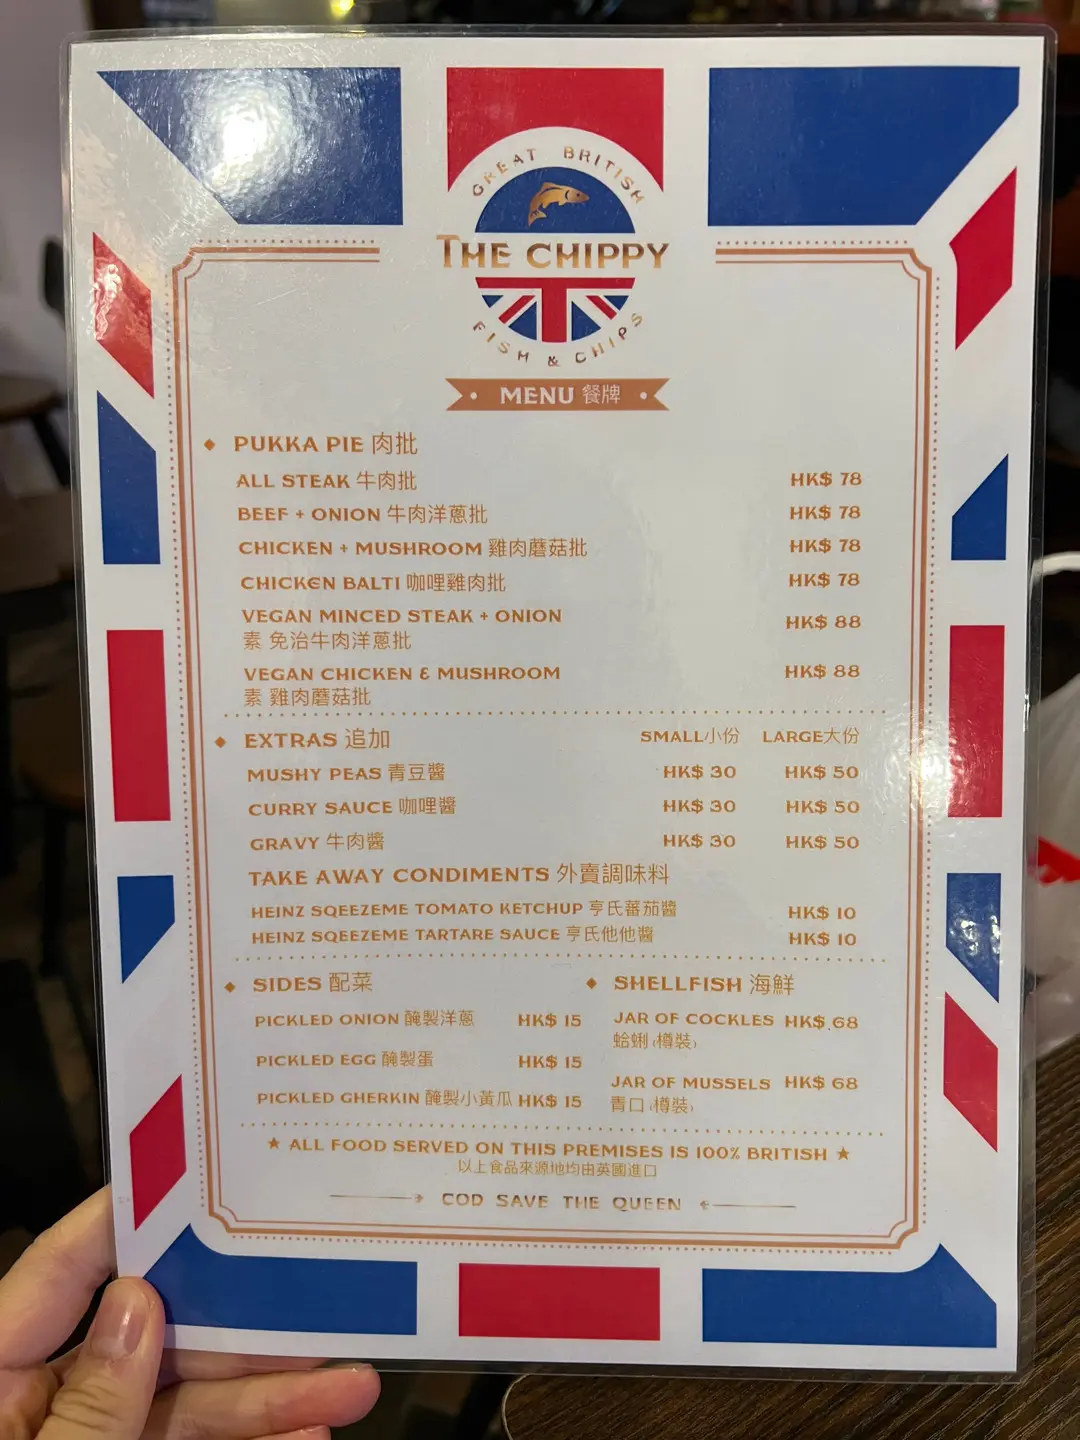 GREAT BRITISH
THE CHIPPY
FISH & CHIPS
MENU 餐牌
PUKKA PIE 肉批
ALL STEAK 牛肉批 HK$ 78
BEEF + ONION 牛肉洋蔥批 HK$ 78
CHICKEN + MUSHROOM 雞肉蘑菇批 HK$ 78
CHICKEN BALTI 咖哩雞肉批 HK$ 78
VEGAN MINCED STEAK + ONION HK$ 88
素 免治牛肉洋蔥批
VEGAN CHICKEN & MUSHROOM HK$ 88
素 雞肉蘑菇批
EXTRAS 追加 SMALL小份 LARGE大份
MUSHY PEAS 青豆醬 HK$ 30 HK$ 50
CURRY SAUCE 咖哩醬 HK$ 30 HK$ 50
GRAVY 牛肉醬 HK$ 30 HK$ 50
TAKE AWAY CONDIMENTS 外賣調味料
HEINZ SQEEZEME TOMATO KETCHUP 亨氏蕃茄醬 HK$ 10
HEINZ SQEEZEME TARTARE SAUCE 亨氏他他醬 HK$ 10
SIDES 配菜
PICKLED ONION 醃製洋蔥 HK$ 15
PICKLED EGG 醃製蛋 HK$ 15
PICKLED GHERKIN 醃製小黃瓜 HK$ 15
SHELLFISH 海鮮
JAR OF COCKLES HK$ 68
蛤蜊(樽裝)
JAR OF MUSSELS HK$ 68
青口(樽裝)
★ ALL FOOD SERVED ON THIS PREMISES IS 100% BRITISH ★
以上食品來源地均由英國進口
COD SAVE THE QUEEN